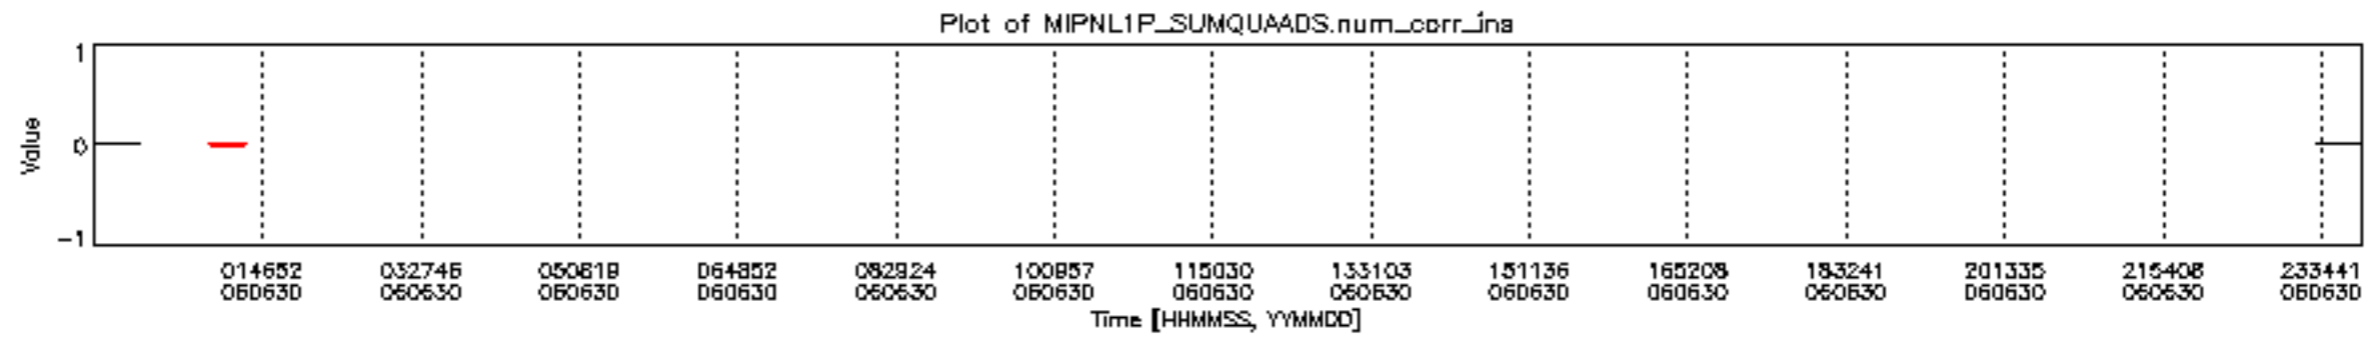 Plot of MIPNL1P_SUMQUAADS.num_corr_ins
1
0
-1
Value
014652 032746 050819 064852 082924 100957 115030 133103 151136 165208 183241 201335 215408 233441
060630 060630 060630 060630 060630 060630 060630 060630 060630 060630 060630 060630 060630 060630
Time [HHMMSS, YYMMDD]